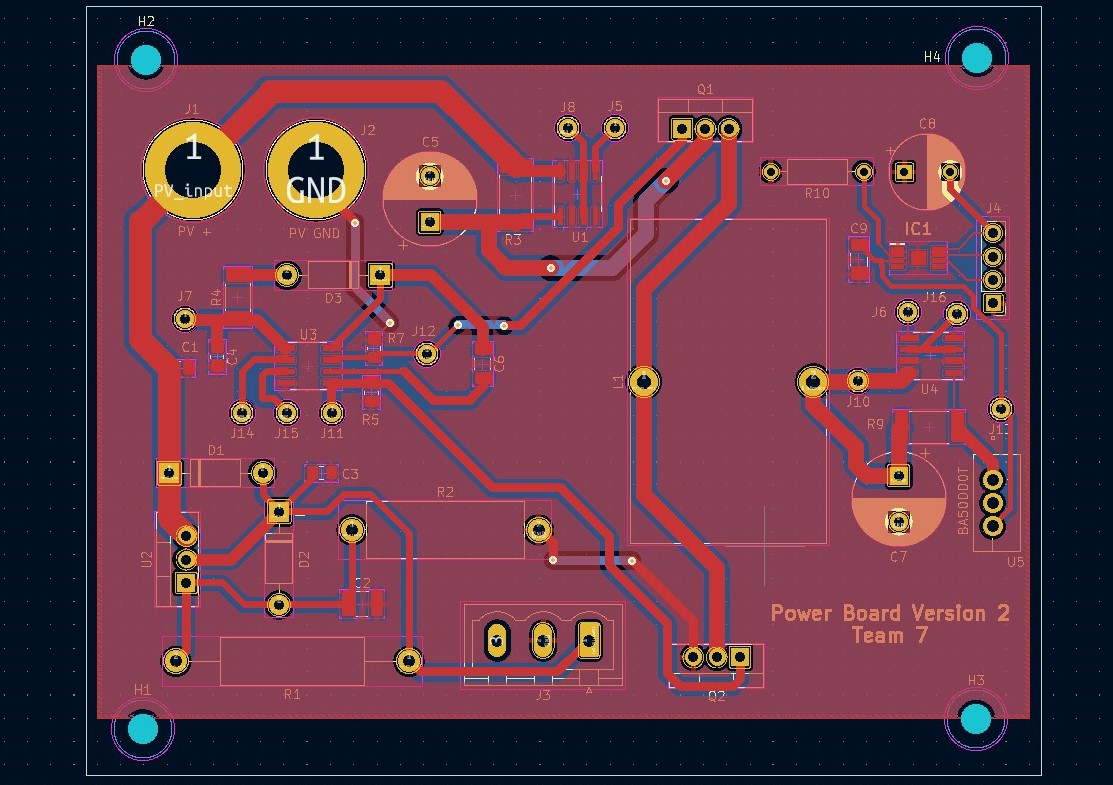 H2
H4
J1
1
PV_input
PV +
1
GND
J2
PV GND
C5
+
R3
J8
J5
U1
Q1
R10
C8
+
IC1
C9
J4
D3
R4
J7
C1
C4
U3
R7
J12
C6
R5
J14
J15
J11
L1
J6
J16
U4
J10
R9
J1
+
C7
BA50DD0T
U5
D1
C3
R2
U2
D2
C2
R1
J3
Q2
Power Board Version 2
Team 7
H1
H3